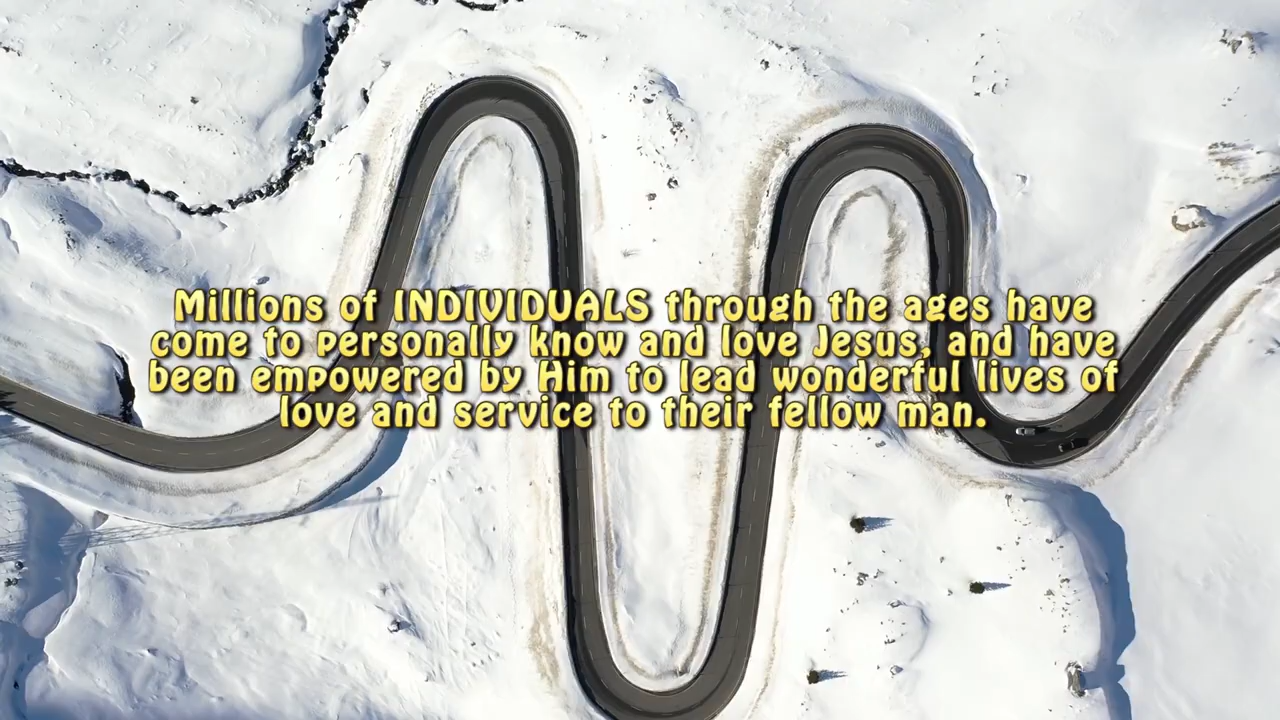 Millions of INDIVIDUALS through the ages have
come to personally know and love Jesus, and have
been empowered by Him to lead wonderful lives of
love and service to their fellow man.